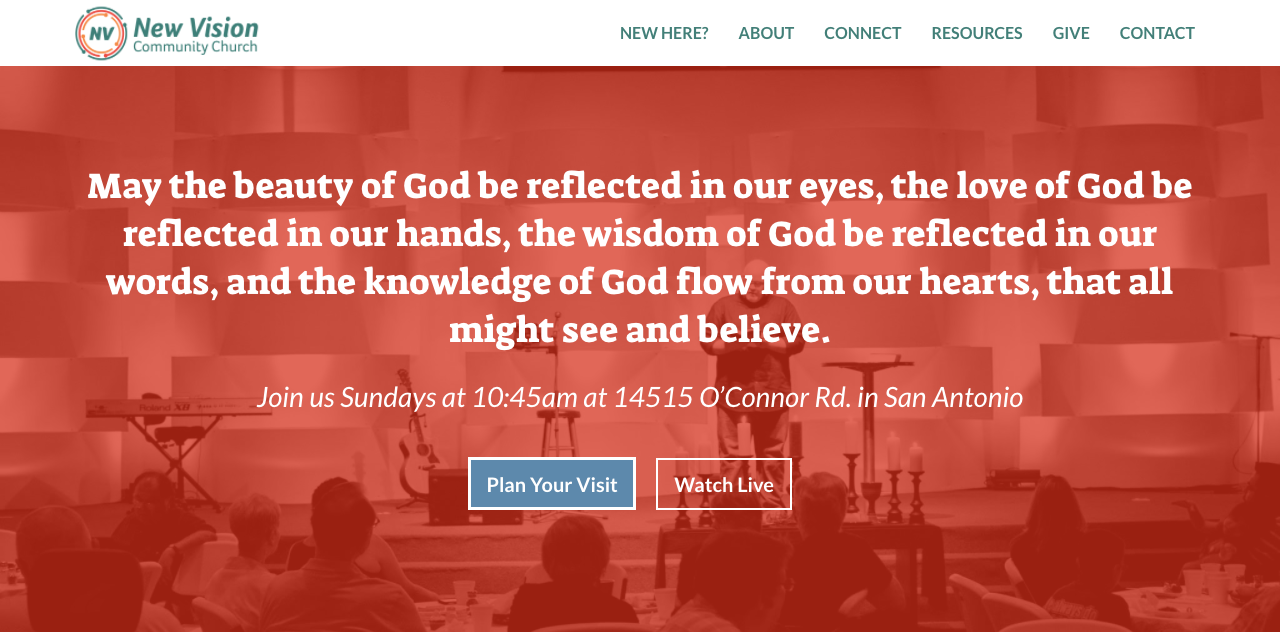 NV
New Vision
Community Church
NEW HERE?
ABOUT
CONNECT
RESOURCES
GIVE
CONTACT
May the beauty of God be reflected in our eyes, the love of God be
reflected in our hands, the wisdom of God be reflected in our
words, and the knowledge of God flow from our hearts, that all
might see and believe.
Join us Sundays at 10:45am at 14515 O’Connor Rd. in San Antonio
Roland
Plan Your Visit
Watch Live